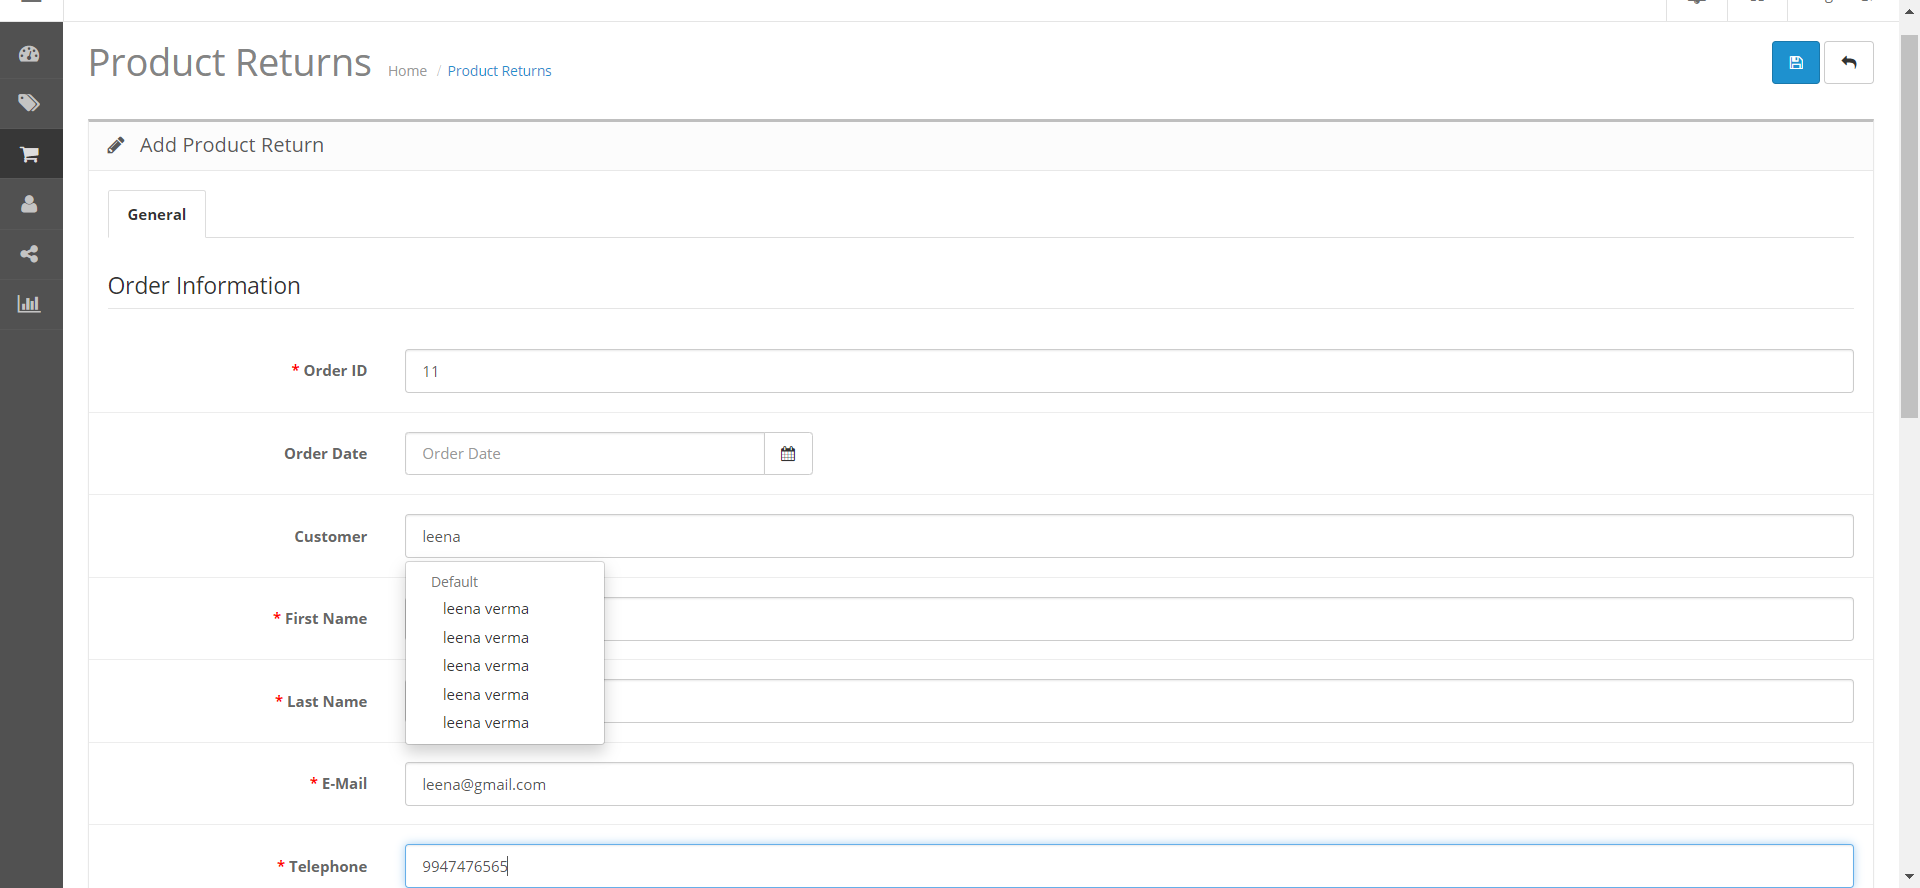 Product Returns Home / Product Returns
Add Product Return
General
Order Information
* Order ID 11
Order Date Order Date
Customer leena
Default
leena verma
leena verma
leena verma
leena verma
leena verma
* First Name
* Last Name
* E-Mail leena@gmail.com
* Telephone 9947476565